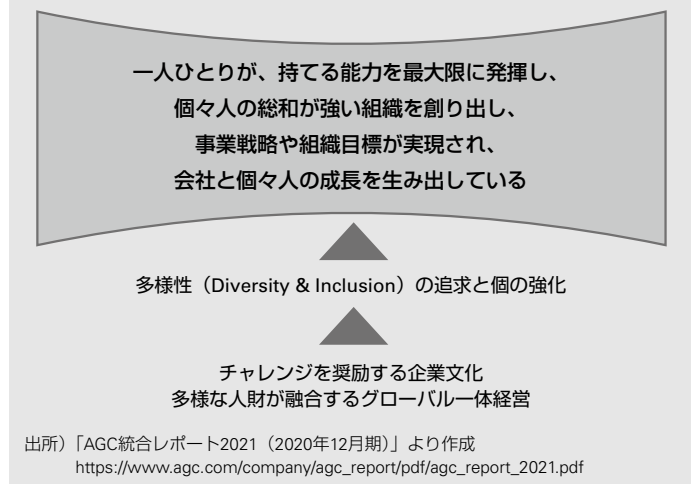 一人ひとりが、持てる能力を最大限に発揮し、
個々人の総和が強い組織を創り出し、
事業戦略や組織目標が実現され、
会社と個々人の成長を生み出している
多様性（Diversity & Inclusion）の追求と個の強化
チャレンジを奨励する企業文化
多様な人財が融合するグローバル一体経営
出所）「AGC統合レポート2021（2020年12月期）」より作成
https://www.agc.com/company/agc_report/pdf/agc_report_2021.pdf